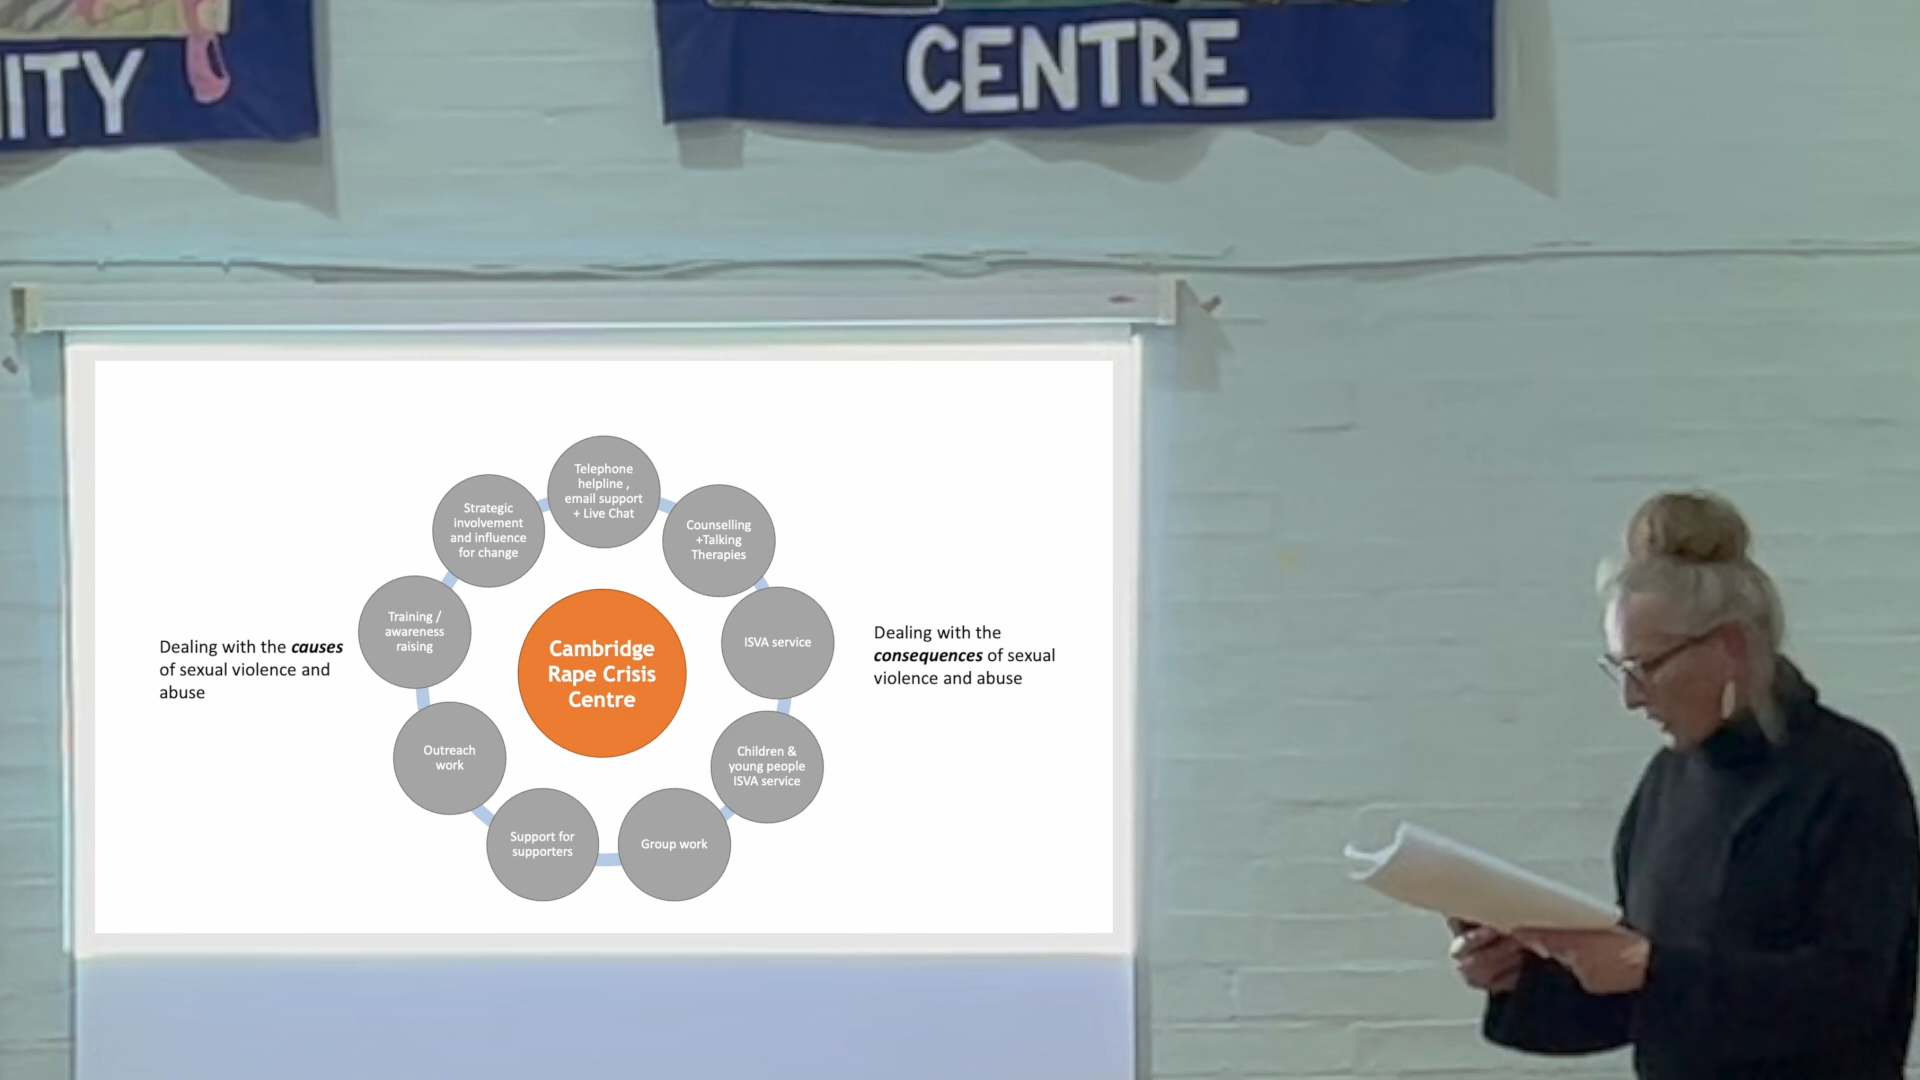 ITY
CENTRE
Telephone
helpline ,
email support
+ Live Chat
Strategic
involvement
and influence
for change
Counselling
+Talking
Therapies
Training /
awareness
raising
ISVA service
Cambridge
Rape Crisis
Centre
Dealing with the causes
of sexual violence and
abuse
Dealing with the
consequences of sexual
violence and abuse
Outreach
work
Children &
young people
ISVA service
Support for
supporters
Group work